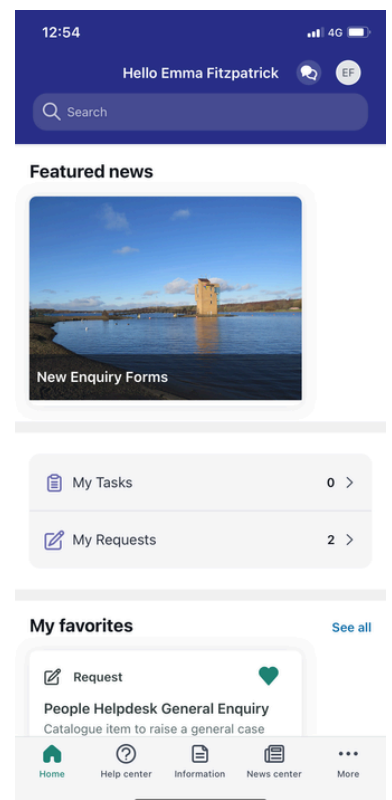 12:54
4G
Hello Emma Fitzpatrick
EF
Search
Featured news
New Enquiry Forms
My Tasks 0
My Requests 2
My favorites See all
Request
People Helpdesk General Enquiry
Catalogue item to raise a general case
Home Help center Information News center More